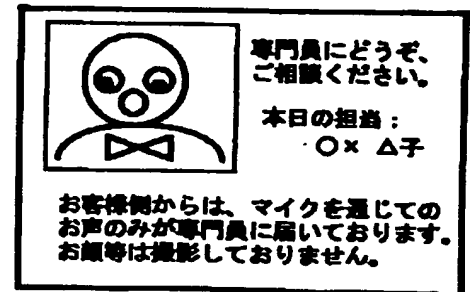 専門員にどうぞ、
ご相談ください。
本日の担当：
○× △子
お客様側からは、マイクを通じての
お声のみが専門員に届いております。
お顔等は撮影しておりません。